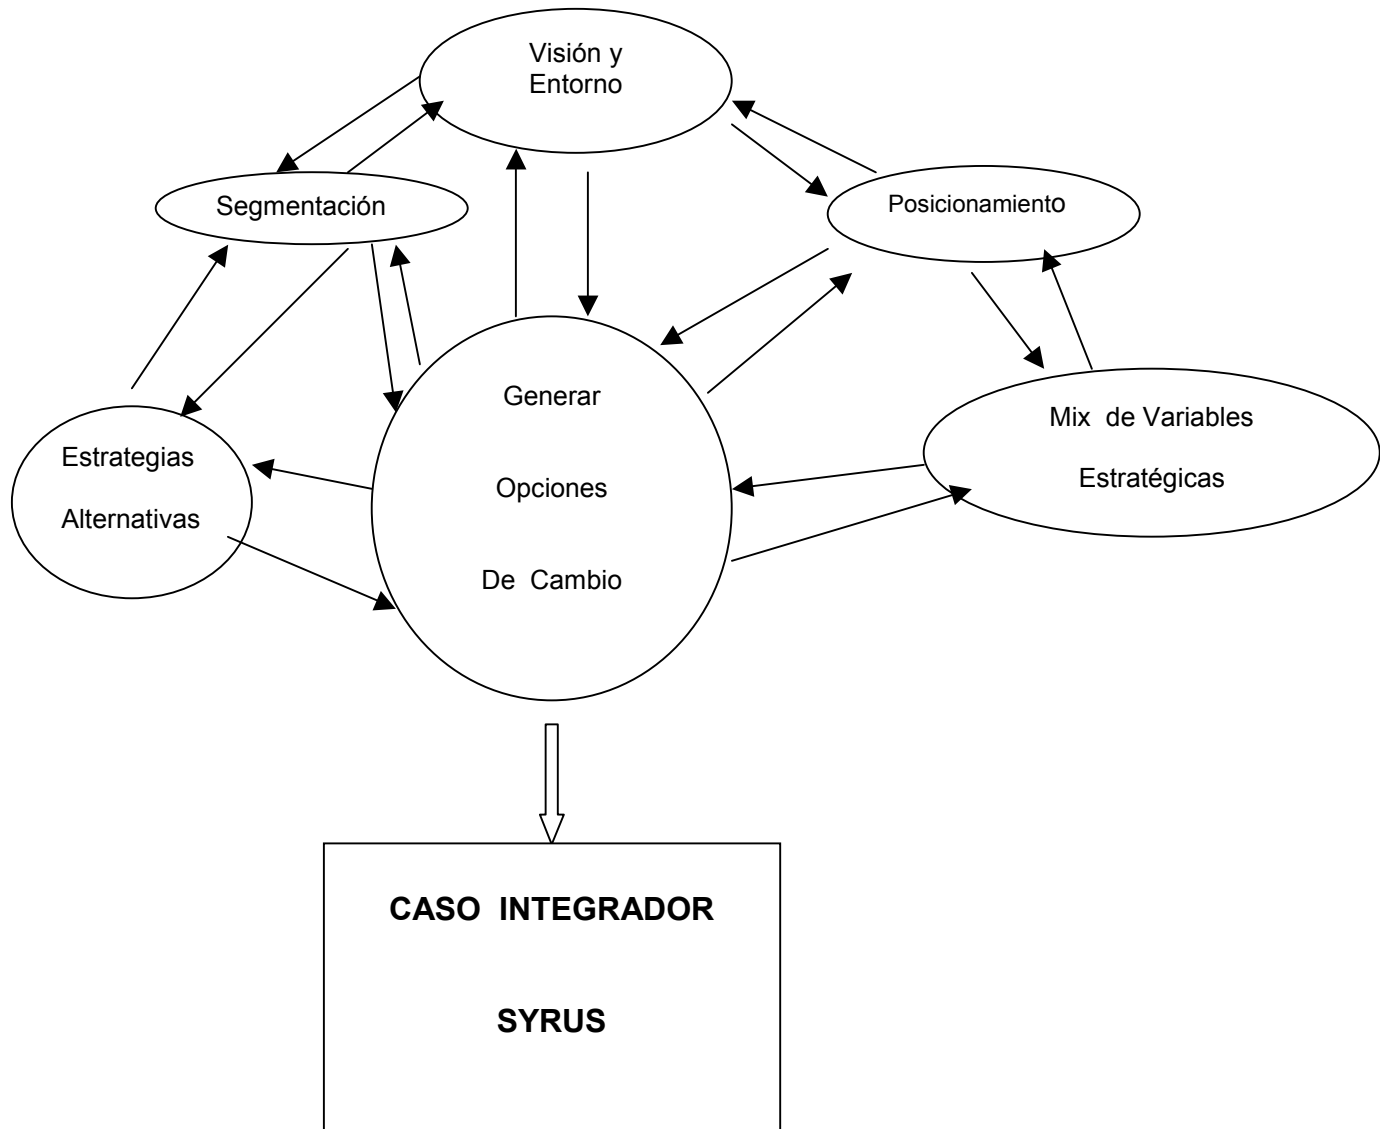 Visión y
Entorno
Segmentación
Posicionamiento
Generar
Opciones
De Cambio
Mix de Variables
Estratégicas
Estrategias
Alternativas
CASO INTEGRADOR
SYRUS